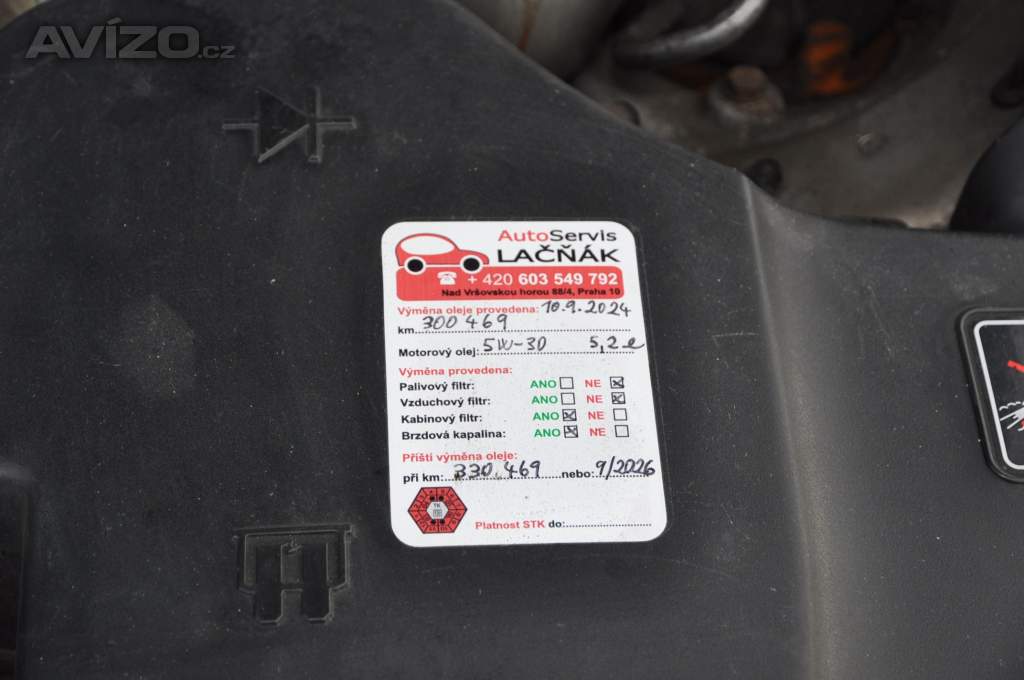 AVÍZO.cz
AutoServis
LAČŇÁK
☎ + 420 603 549 792
Nad Vršovskou horou 88/4, Praha 10
Výměna oleje provedena: 10.9.2024
km 300 469
Motorový olej: 5W-30 5,2 l
Výměna provedena:
Palivový filtr: ANO ☐ NE ☒
Vzduchový filtr: ANO ☐ NE ☒
Kabinový filtr: ANO ☒ NE ☐
Brzdová kapalina: ANO ☒ NE ☐
Příští výměna oleje:
při km: 330.469 nebo: 9/2026
Platnost STK do: